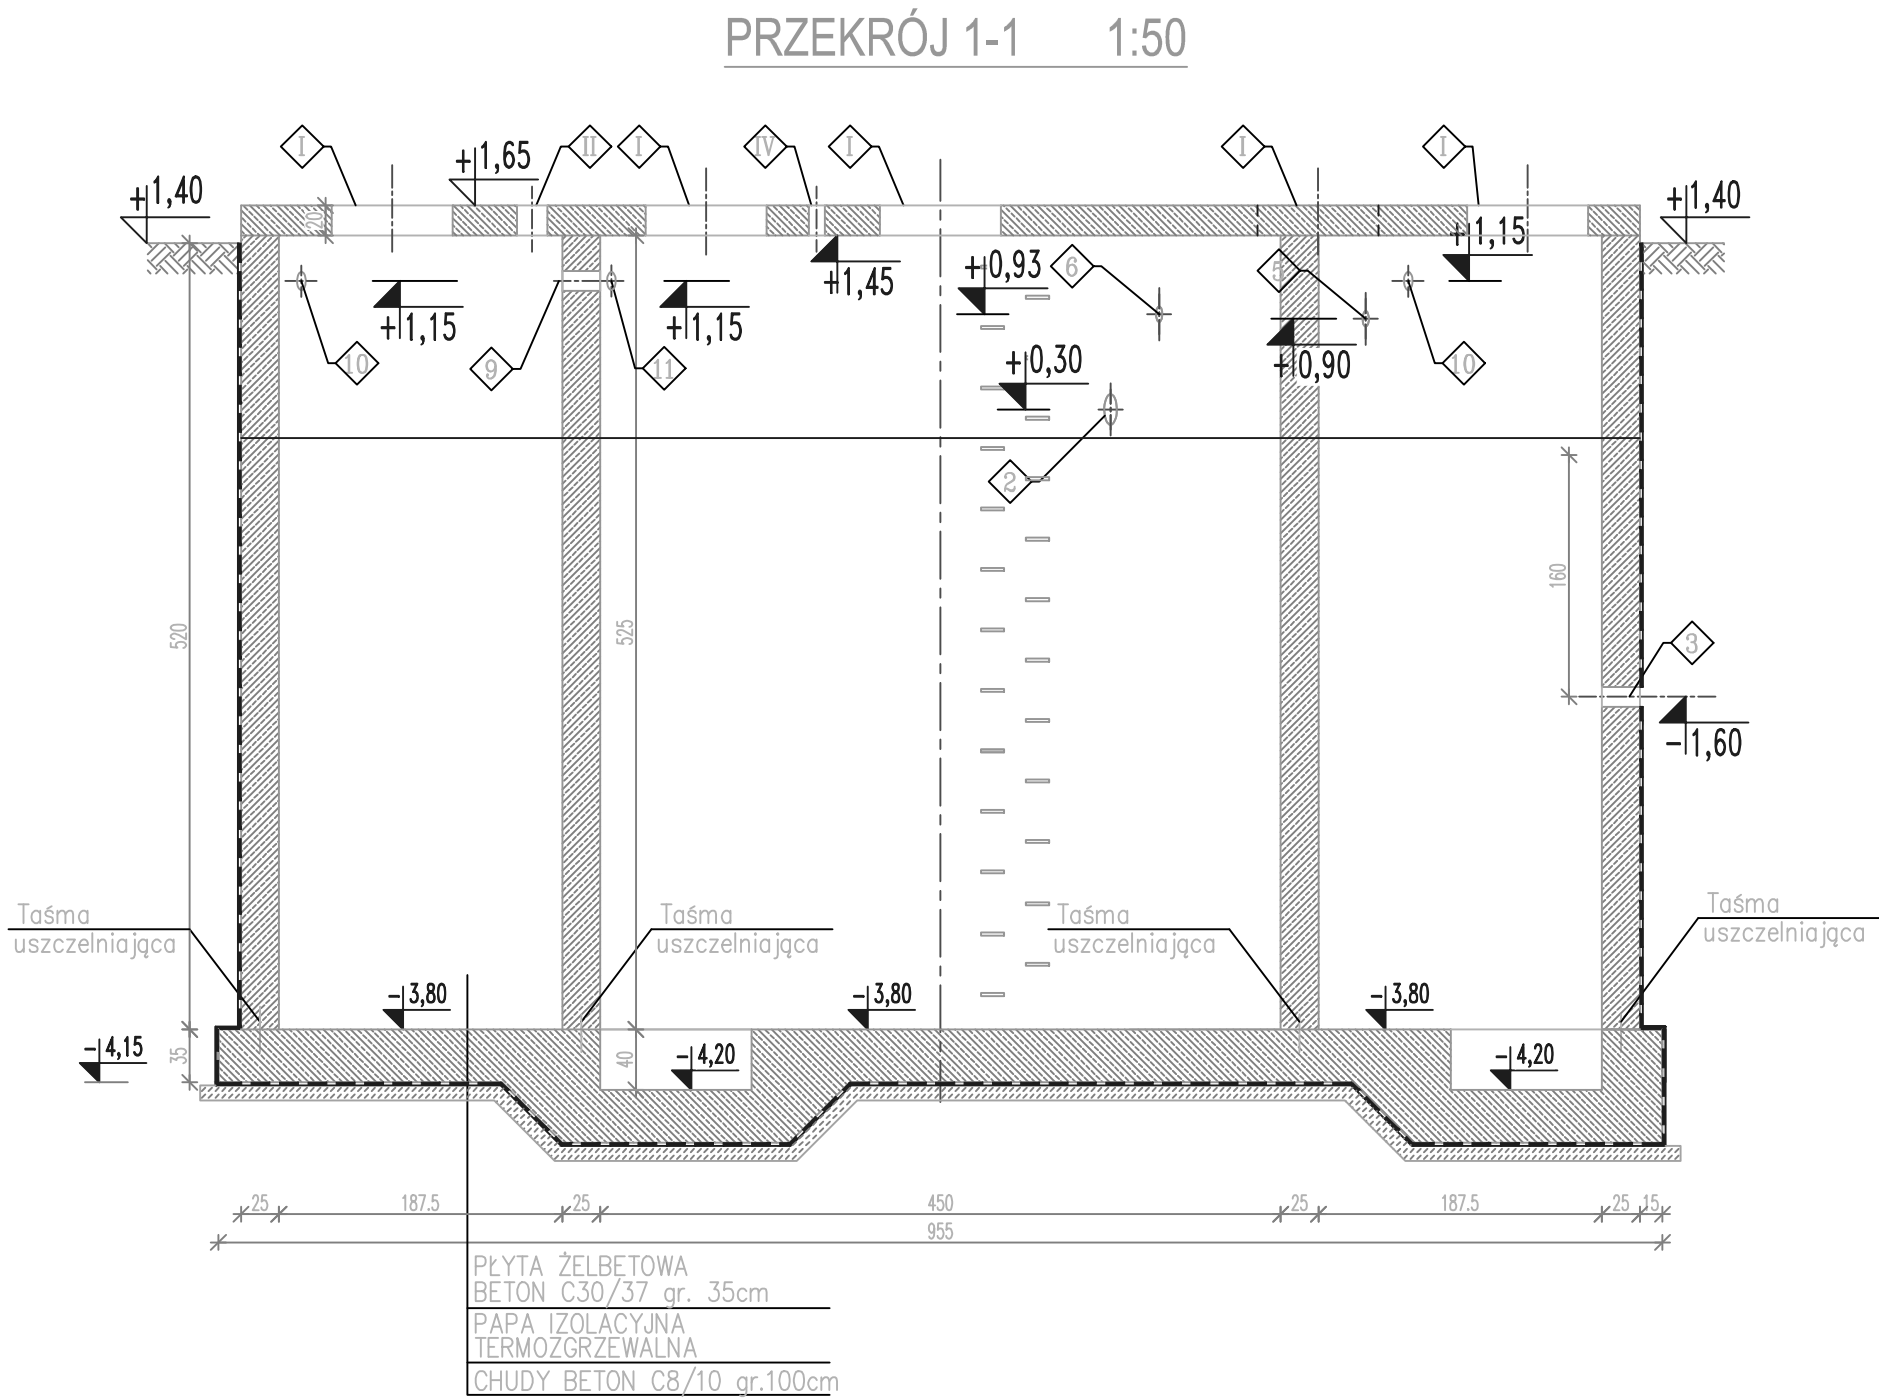 PRZEKRÓJ 1-1 1:50
I II I IV I I I
+1,65
+1,40 +1,40
20
+1,15
+1,45
+0,93
6 5
+1,15 +1,15
+0,90
+0,30
10 9 11 10
2
160
520 525
3
-1,60
Taśma
uszczelniająca
Taśma
uszczelniająca
Taśma
uszczelniająca
Taśma
uszczelniająca
-3,80 -3,80 -3,80
-4,15 35 40 -4,20 -4,20
25 187.5 25 450 25 187.5 25 15
955
PŁYTA ŻELBETOWA
BETON C30/37 gr. 35cm
PAPA IZOLACYJNA
TERMOZGRZEWALNA
CHUDY BETON C8/10 gr.100cm